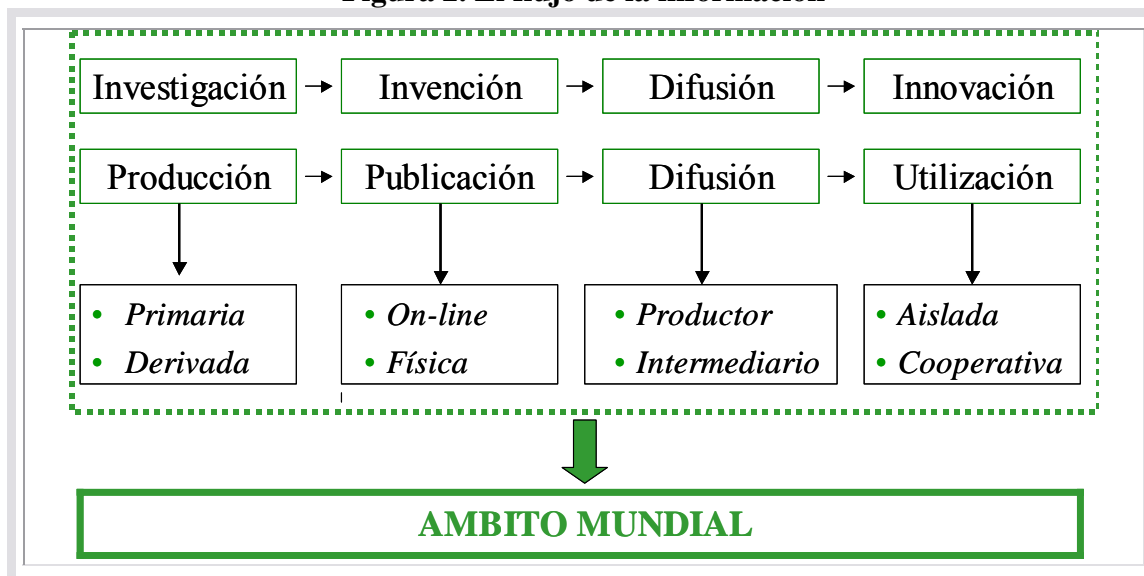 Investigación Invención Difusión Innovación
Producción Publicación Difusión Utilización
• Primaria • On-line • Productor • Aislada
• Derivada • Física • Intermediario • Cooperativa
AMBITO MUNDIAL